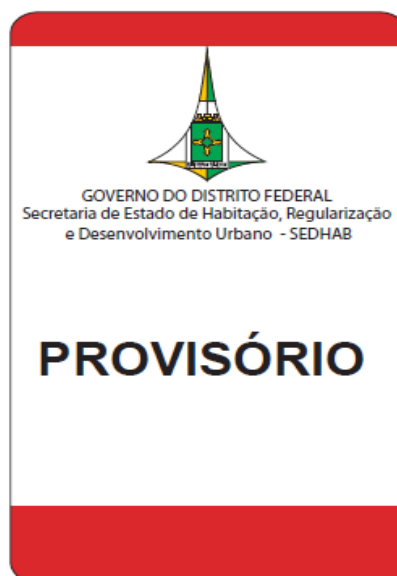 GOVERNO DO DISTRITO FEDERAL
Secretaria de Estado de Habitação, Regularização
e Desenvolvimento Urbano - SEDHAB
PROVISÓRIO